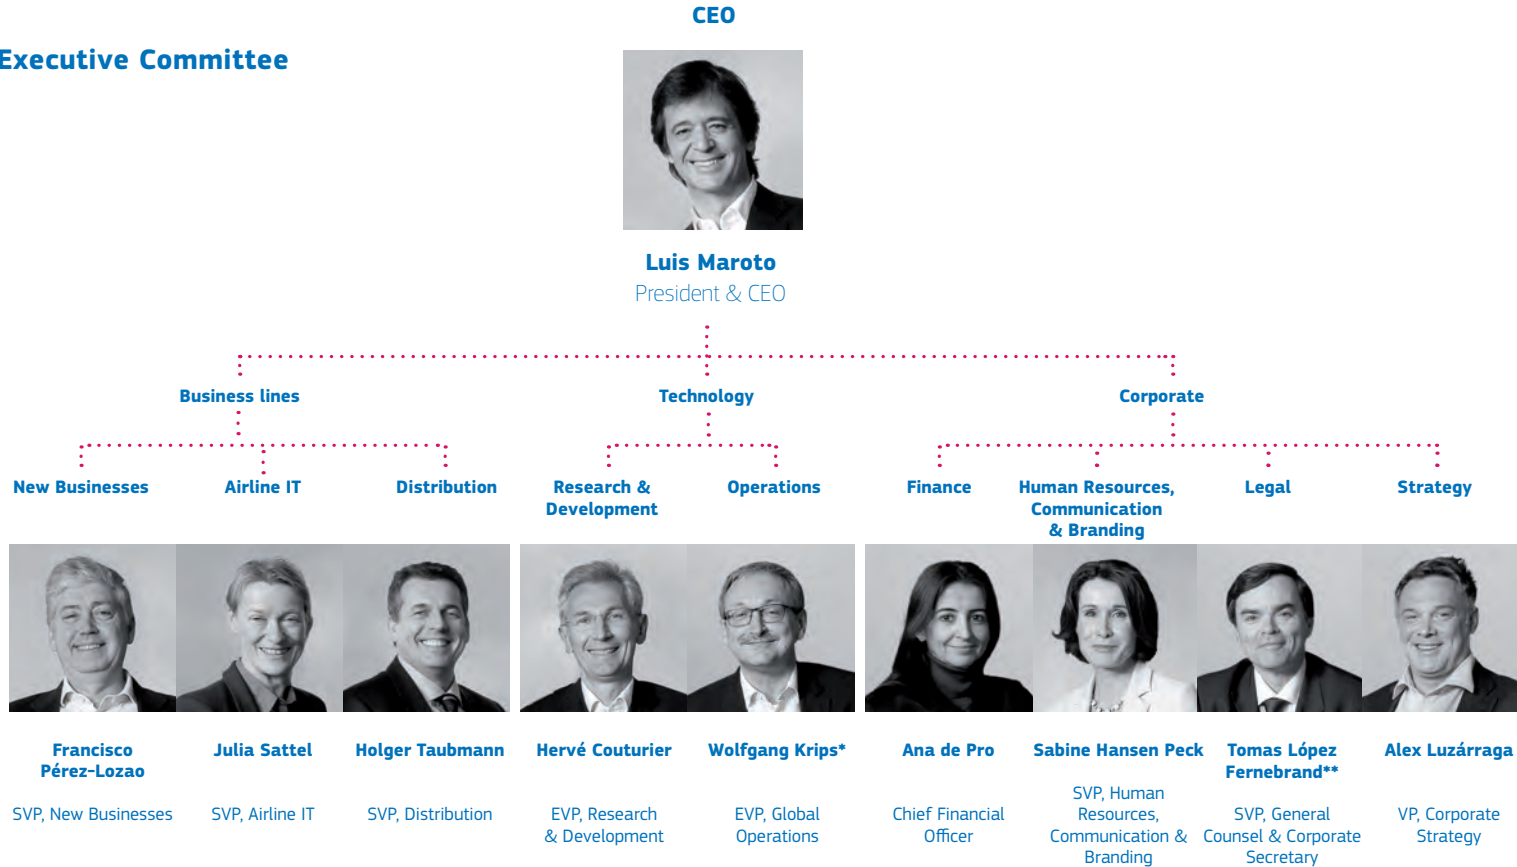 CEO
Executive Committee
Luis Maroto
President & CEO
Business lines
Technology
Corporate
New Businesses
Airline IT
Distribution
Research &
Development
Operations
Finance
Human Resources,
Communication
& Branding
Legal
Strategy
Francisco
Pérez-Lozao
SVP, New Businesses
Julia Sattel
SVP, Airline IT
Holger Taubmann
SVP, Distribution
Hervé Couturier
EVP, Research
& Development
Wolfgang Krips*
EVP, Global
Operations
Ana de Pro
Chief Financial
Officer
Sabine Hansen Peck
SVP, Human
Resources,
Communication &
Branding
Tomas López
Fernebrand**
SVP, General
Counsel & Corporate
Secretary
Alex Luzárraga
VP, Corporate
Strategy